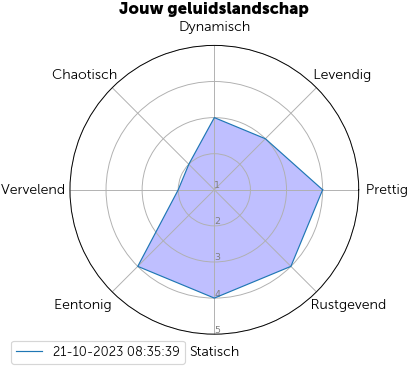 Jouw geluidslandschap
Dynamisch
Chaotisch
Levendig
Vervelend
1
Prettig
2
3
Eentonig
4
Rustgevend
5
21-10-2023 08:35:39
Statisch